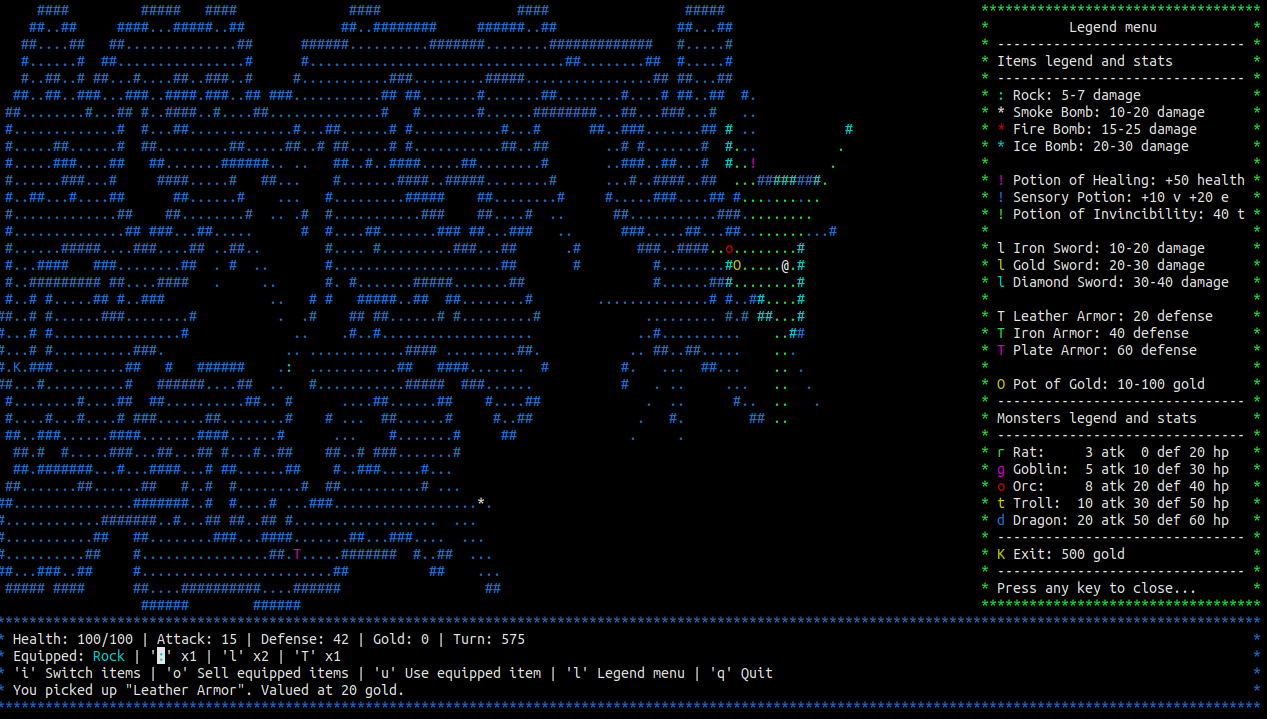 Legend menu
Items legend and stats
: Rock: 5-7 damage
* Smoke Bomb: 10-20 damage
* Fire Bomb: 15-25 damage
* Ice Bomb: 20-30 damage
! Potion of Healing: +50 health
! Sensory Potion: +10 v +20 e
! Potion of Invincibility: 40 t
l Iron Sword: 10-20 damage
l Gold Sword: 20-30 damage
l Diamond Sword: 30-40 damage
T Leather Armor: 20 defense
T Iron Armor: 40 defense
T Plate Armor: 60 defense
O Pot of Gold: 10-100 gold
Monsters legend and stats
r Rat: 3 atk 0 def 20 hp
g Goblin: 5 atk 10 def 30 hp
o Orc: 8 atk 20 def 40 hp
t Troll: 10 atk 30 def 50 hp
d Dragon: 20 atk 50 def 60 hp
K Exit: 500 gold
Press any key to close...
Health: 100/100 | Attack: 15 | Defense: 42 | Gold: 0 | Turn: 575
Equipped: Rock | ':' x1 | 'l' x2 | 'T' x1
'i' Switch items | 'o' Sell equipped items | 'u' Use equipped item | 'l' Legend menu | 'q' Quit
You picked up "Leather Armor". Valued at 20 gold.